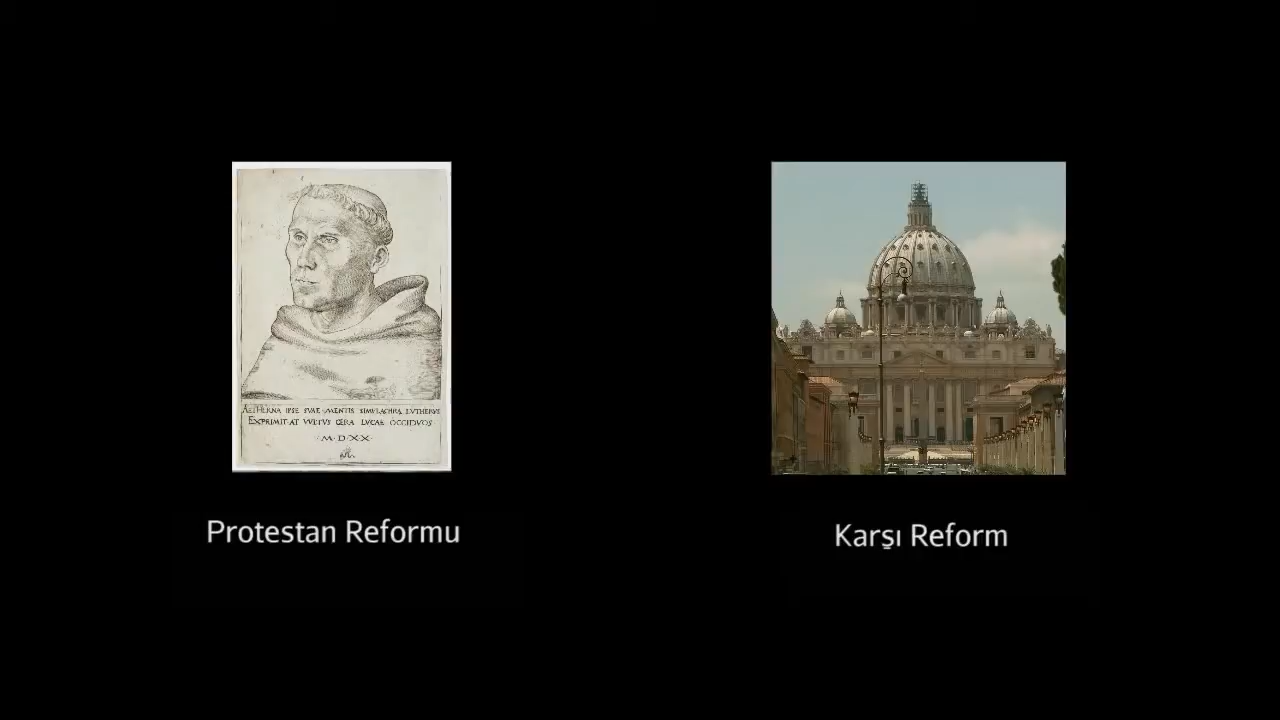 AETHERNA IPSE SVAE MENTIS SIMVLACHRA LVTHERVS
EXPRIMIT AT VVLTVS CERA LVCAE OCCIDVOS
M·D·XX·
Protestan Reformu
Karşı Reform